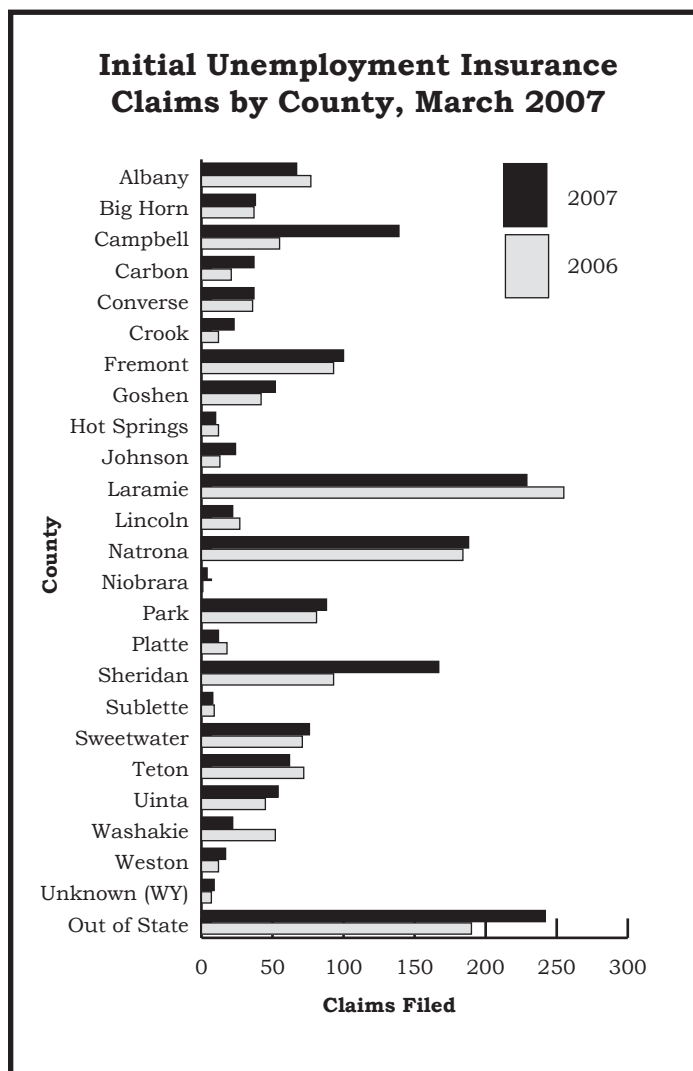 Initial Unemployment Insurance
Claims by County, March 2007
2007
2006
County
Albany
Big Horn
Campbell
Carbon
Converse
Crook
Fremont
Goshen
Hot Springs
Johnson
Laramie
Lincoln
Natrona
Niobrara
Park
Platte
Sheridan
Sublette
Sweetwater
Teton
Uinta
Washakie
Weston
Unknown (WY)
Out of State
0 50 100 150 200 250 300
Claims Filed